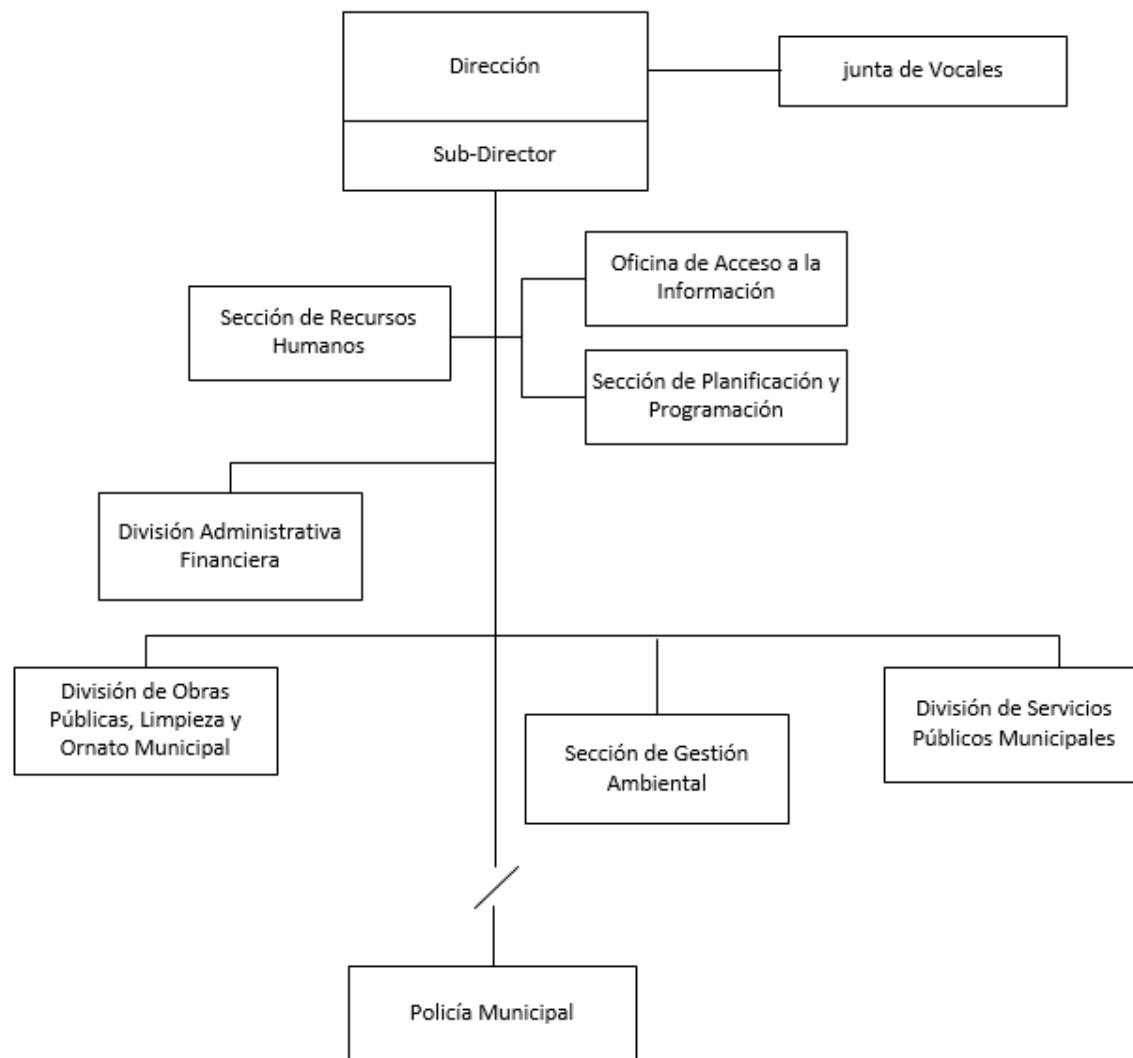 Dirección
junta de Vocales
Sub-Director
Oficina de Acceso a la
Información
Sección de Recursos
Humanos
Sección de Planificación y
Programación
División Administrativa
Financiera
División de Obras
Públicas, Limpieza y
Ornato Municipal
Sección de Gestión
Ambiental
División de Servicios
Públicos Municipales
Policía Municipal